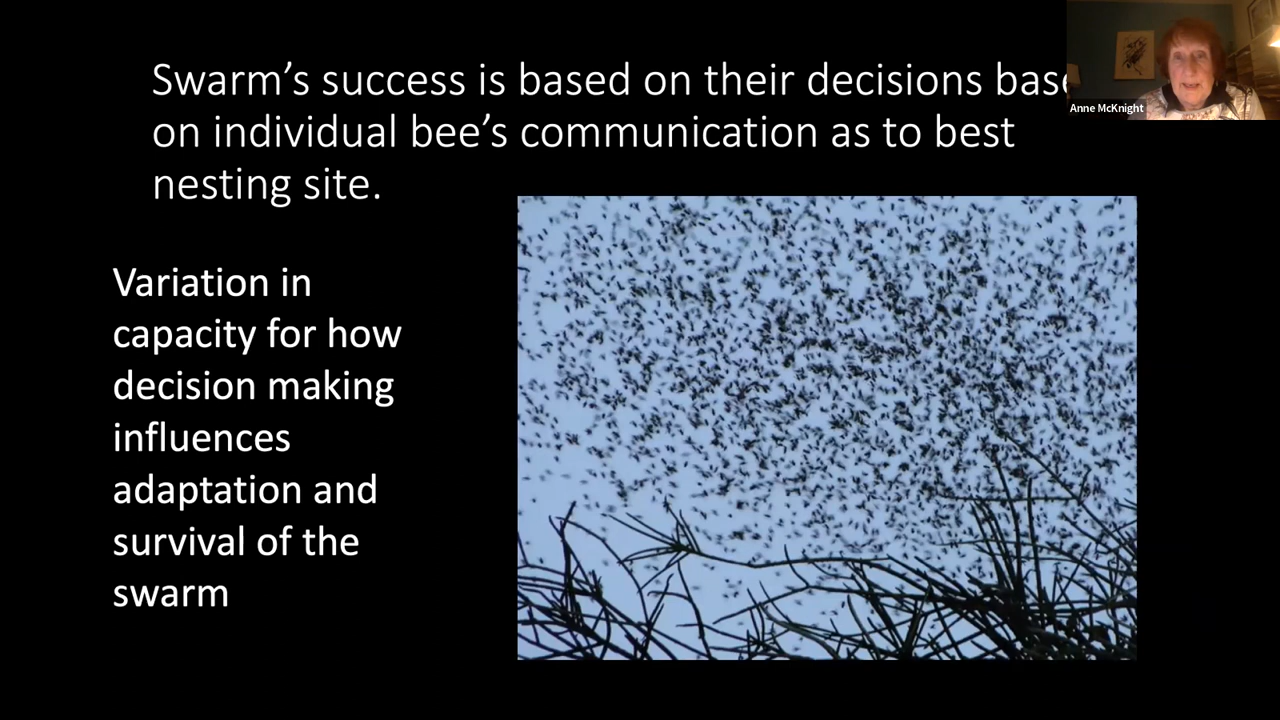 Swarm's success is based on their decisions
on individual bee's communication as to best
nesting site.
Anne McKnight
Variation in
capacity for how
decision making
influences
adaptation and
survival of the
swarm